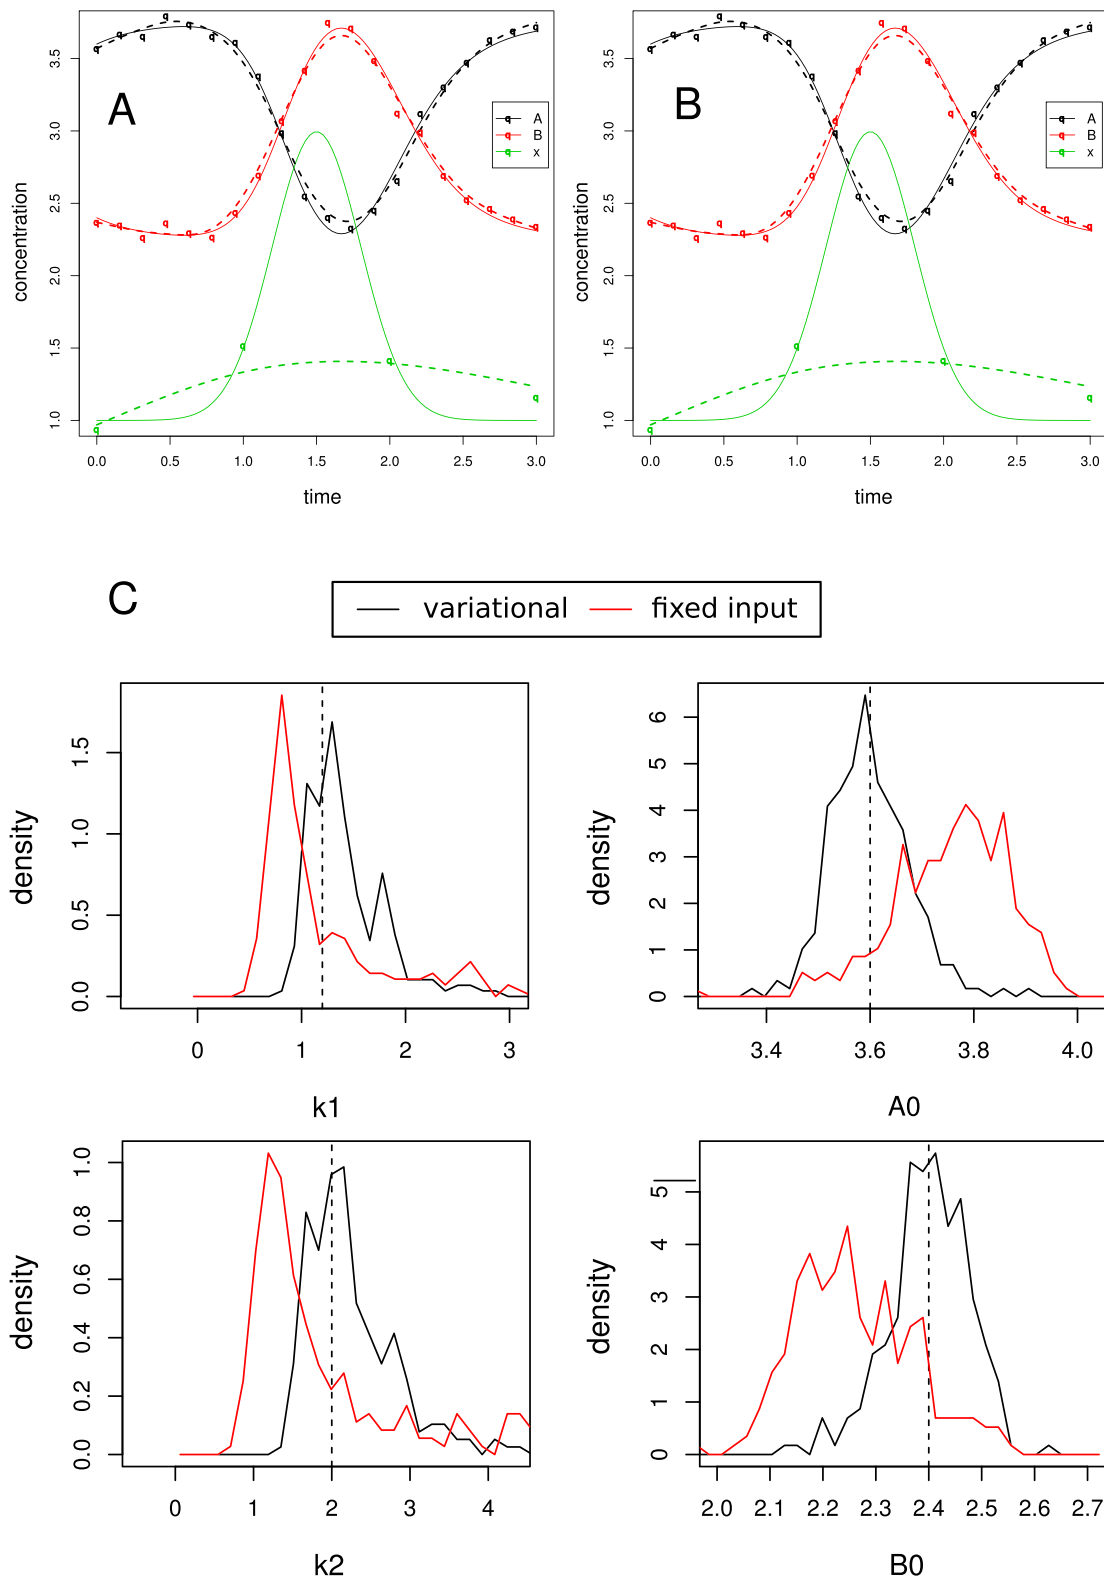 A
B
concentration
concentration
3.5
3.0
2.5
2.0
1.5
1.0
3.5
3.0
2.5
2.0
1.5
1.0
q A
q B
q x
q A
q B
q x
0.0 0.5 1.0 1.5 2.0 2.5 3.0
0.0 0.5 1.0 1.5 2.0 2.5 3.0
time
time
C
variational fixed input
density
1.5
1.0
0.5
0.0
0 1 2 3
k1
density
6
5
4
3
2
1
0
3.4 3.6 3.8 4.0
A0
density
1.0
0.8
0.6
0.4
0.2
0.0
0 1 2 3 4
k2
density
5
4
3
2
1
0
2.0 2.1 2.2 2.3 2.4 2.5 2.6 2.7
B0